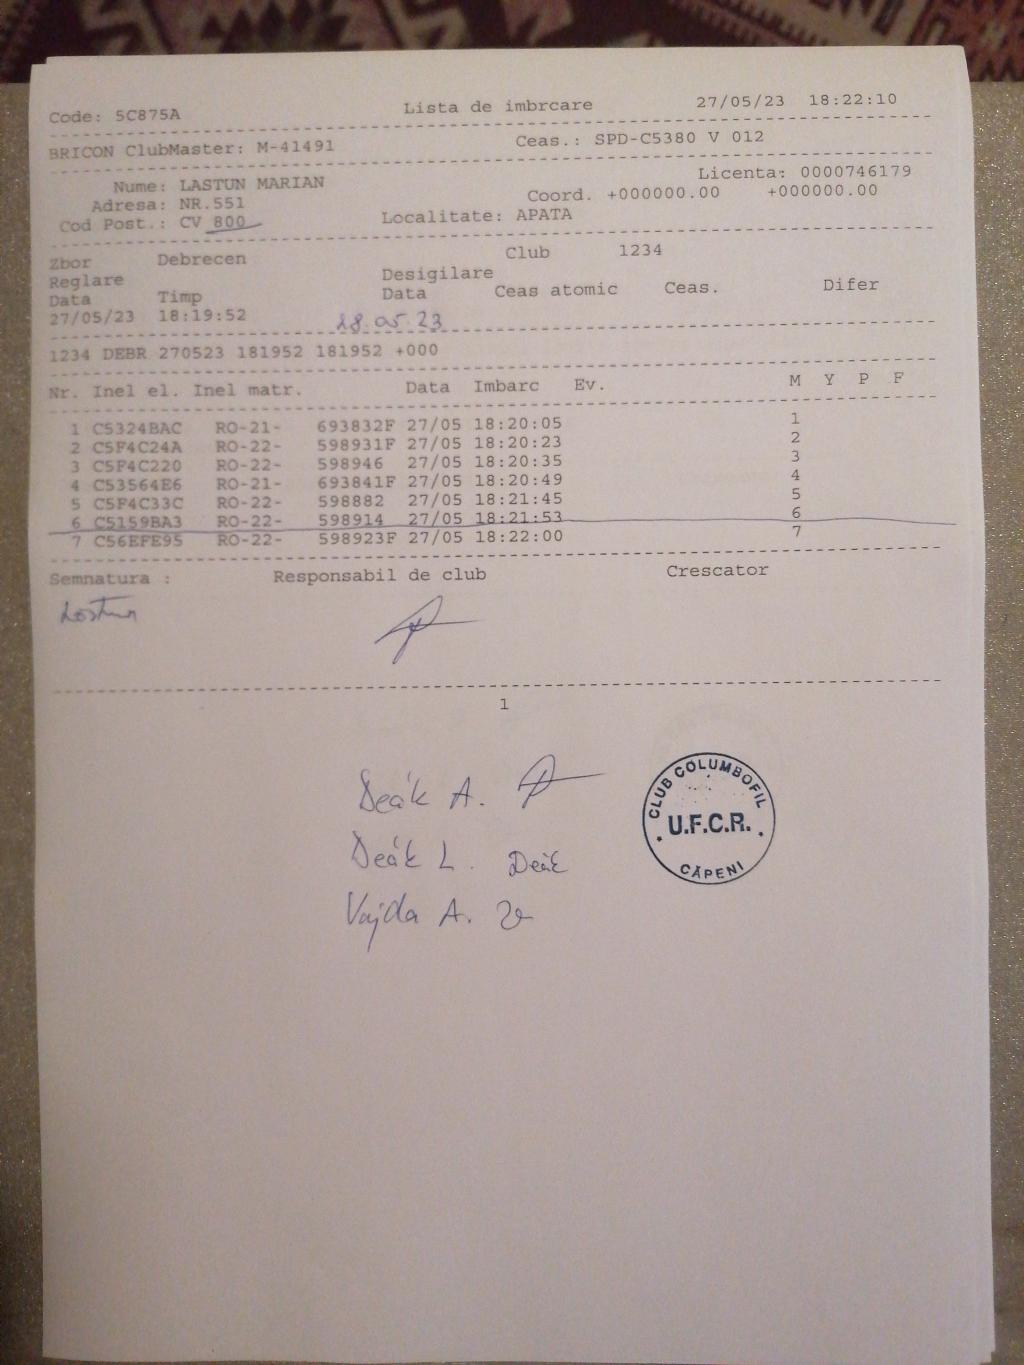 Code: 5C875A Lista de imbrcare 27/05/23 18:22:10
BRICON ClubMaster: M-41491 Ceas.: SPD-C5380 V 012
Licenta: 0000746179
Nume: LASTUN MARIAN Coord. +000000.00 +000000.00
Adresa: NR.551
Cod Post.: CV 800 Localitate: APATA
Zbor Debrecen Club 1234
Reglare Desigilare
Data Timp Data Ceas atomic Ceas. Difer
27/05/23 18:19:52 28.05.23
1234 DEBR 270523 181952 181952 +000
Nr. Inel el. Inel matr. Data Imbarc Ev. M Y P F
1 C5324BAC RO-21- 693832F 27/05 18:20:05 1
2 C5F4C24A RO-22- 598931F 27/05 18:20:23 2
3 C5F4C220 RO-22- 598946 27/05 18:20:35 3
4 C53564E6 RO-21- 693841F 27/05 18:20:49 4
5 C5F4C33C RO-22- 598882 27/05 18:21:45 5
6 C5159BA3 RO-22- 598914 27/05 18:21:53 6
7 C56EFE95 RO-22- 598923F 27/05 18:22:00 7
Semnatura : Responsabil de club Crescator
Lostun
1
Deák A.
Deák L. Deák
Vajda A.
CLUB COLUMBOFIL
U.F.C.R.
CĂPENI